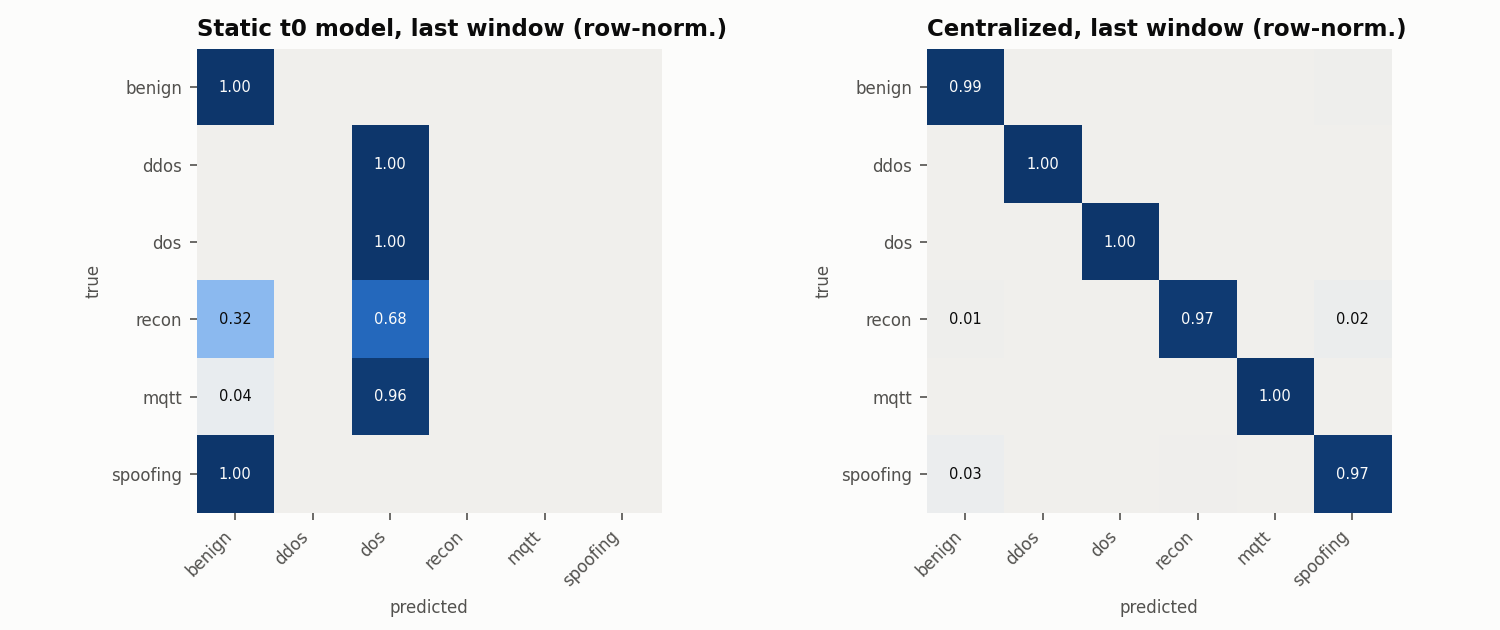 Static t0 model, last window (row-norm.)
benign
ddos
dos
recon
mqtt
spoofing
true
1.00
1.00
1.00
0.32 0.68
0.04 0.96
1.00
benign ddos dos recon mqtt spoofing
predicted
Centralized, last window (row-norm.)
benign
ddos
dos
recon
mqtt
spoofing
true
0.99
1.00
1.00
0.01 0.97 0.02
1.00
0.03 0.97
benign ddos dos recon mqtt spoofing
predicted